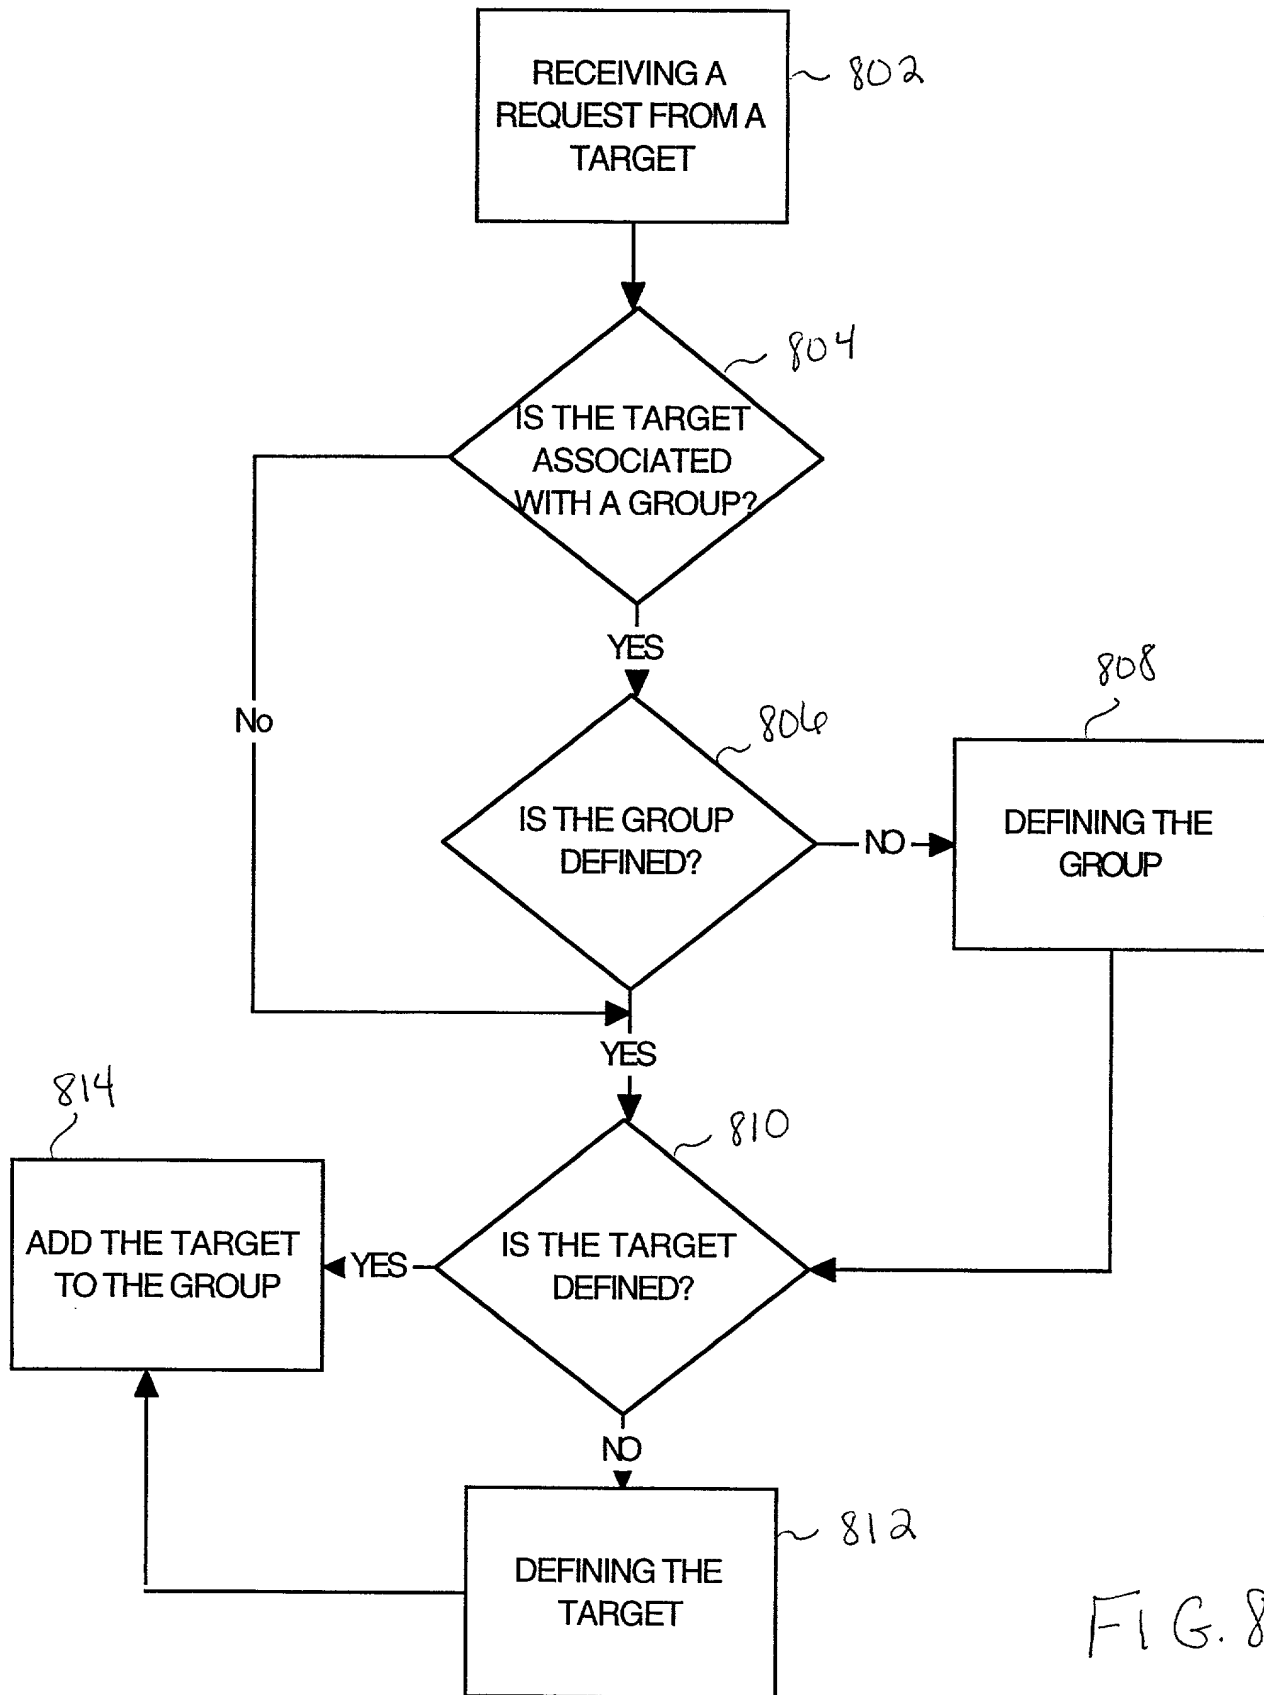 RECEIVING A
REQUEST FROM A
TARGET
802
804
IS THE TARGET
ASSOCIATED
WITH A GROUP?
YES
No
806
808
IS THE GROUP
DEFINED?
NO
DEFINING THE
GROUP
YES
814
810
ADD THE TARGET
TO THE GROUP
YES
IS THE TARGET
DEFINED?
NO
812
DEFINING THE
TARGET
FIG. 8